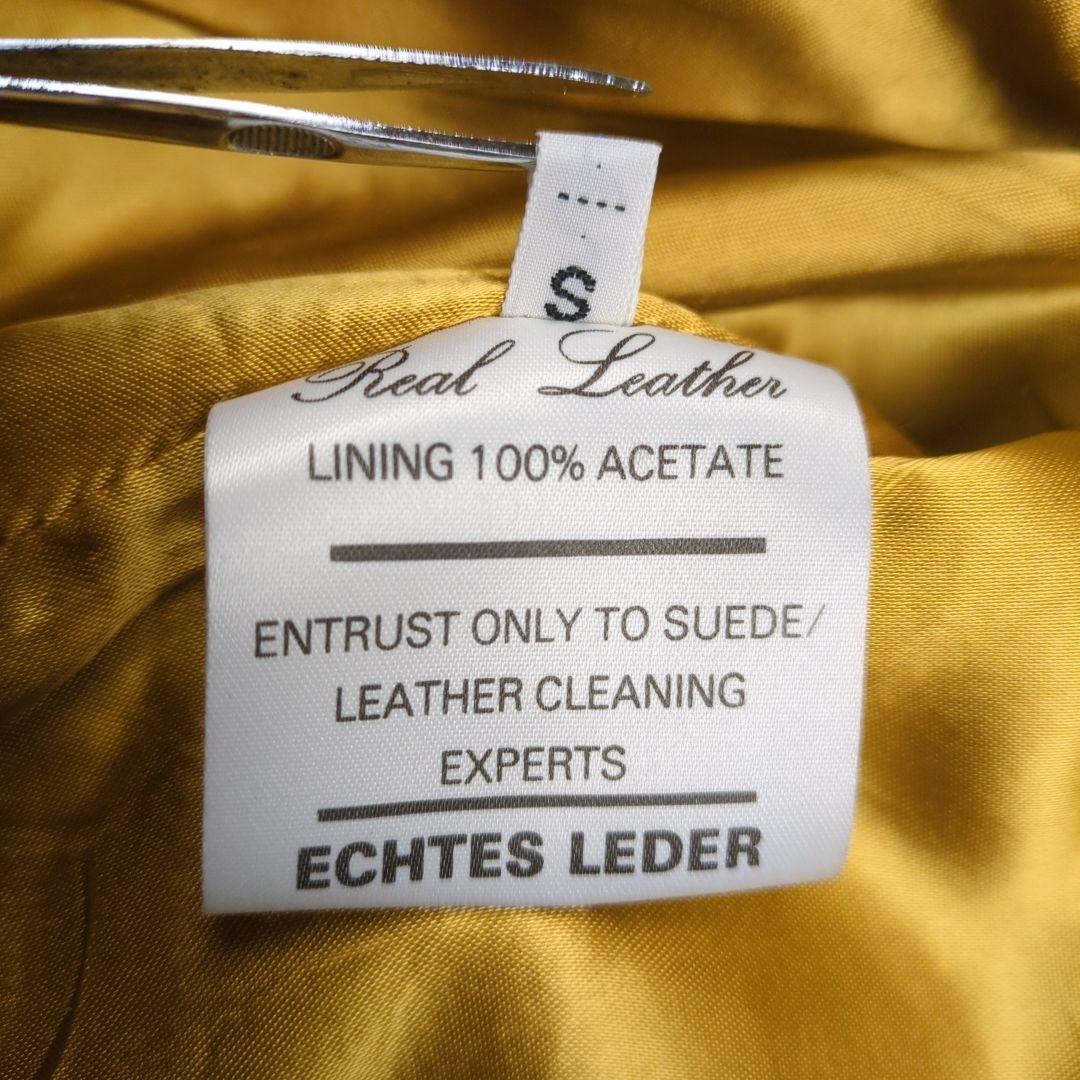 S
Real Leather
LINING 100% ACETATE
ENTRUST ONLY TO SUEDE/
LEATHER CLEANING
EXPERTS
ECHTES LEDER